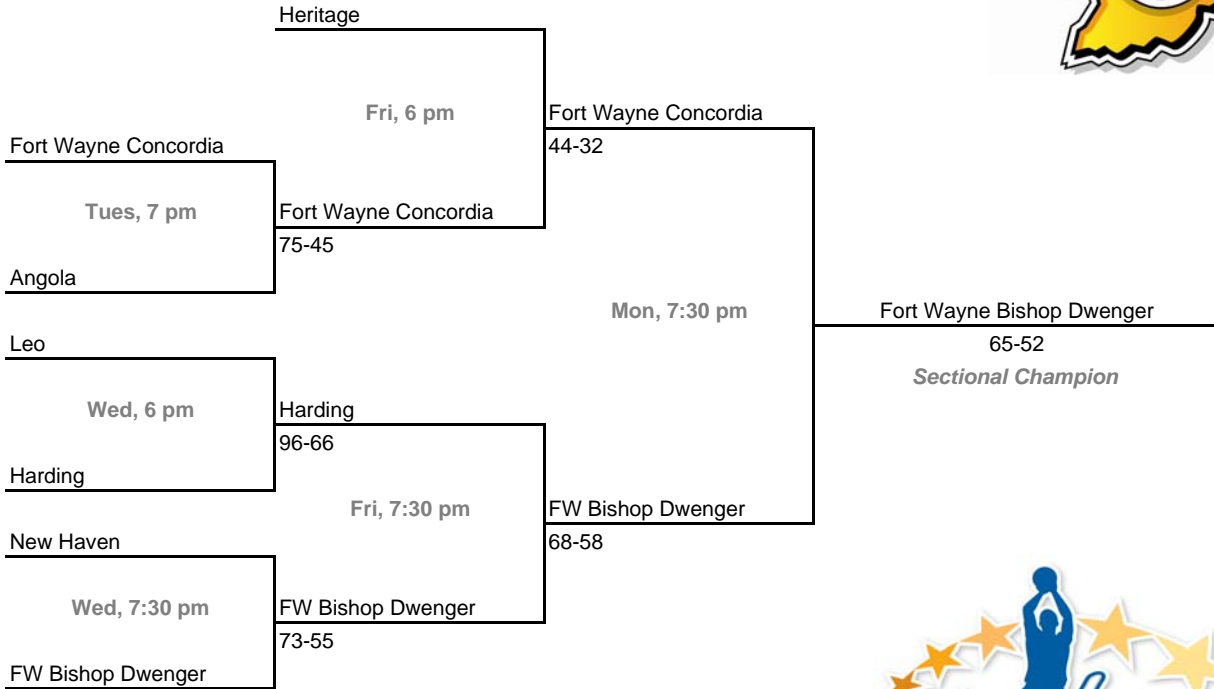 Heritage
Fri, 6 pm
Fort Wayne Concordia
44-32
Fort Wayne Concordia
Tues, 7 pm
Fort Wayne Concordia
75-45
Angola
Mon, 7:30 pm
Fort Wayne Bishop Dwenger
65-52
Sectional Champion
Leo
Wed, 6 pm
Harding
96-66
Harding
Fri, 7:30 pm
FW Bishop Dwenger
68-58
New Haven
Wed, 7:30 pm
FW Bishop Dwenger
73-55
FW Bishop Dwenger